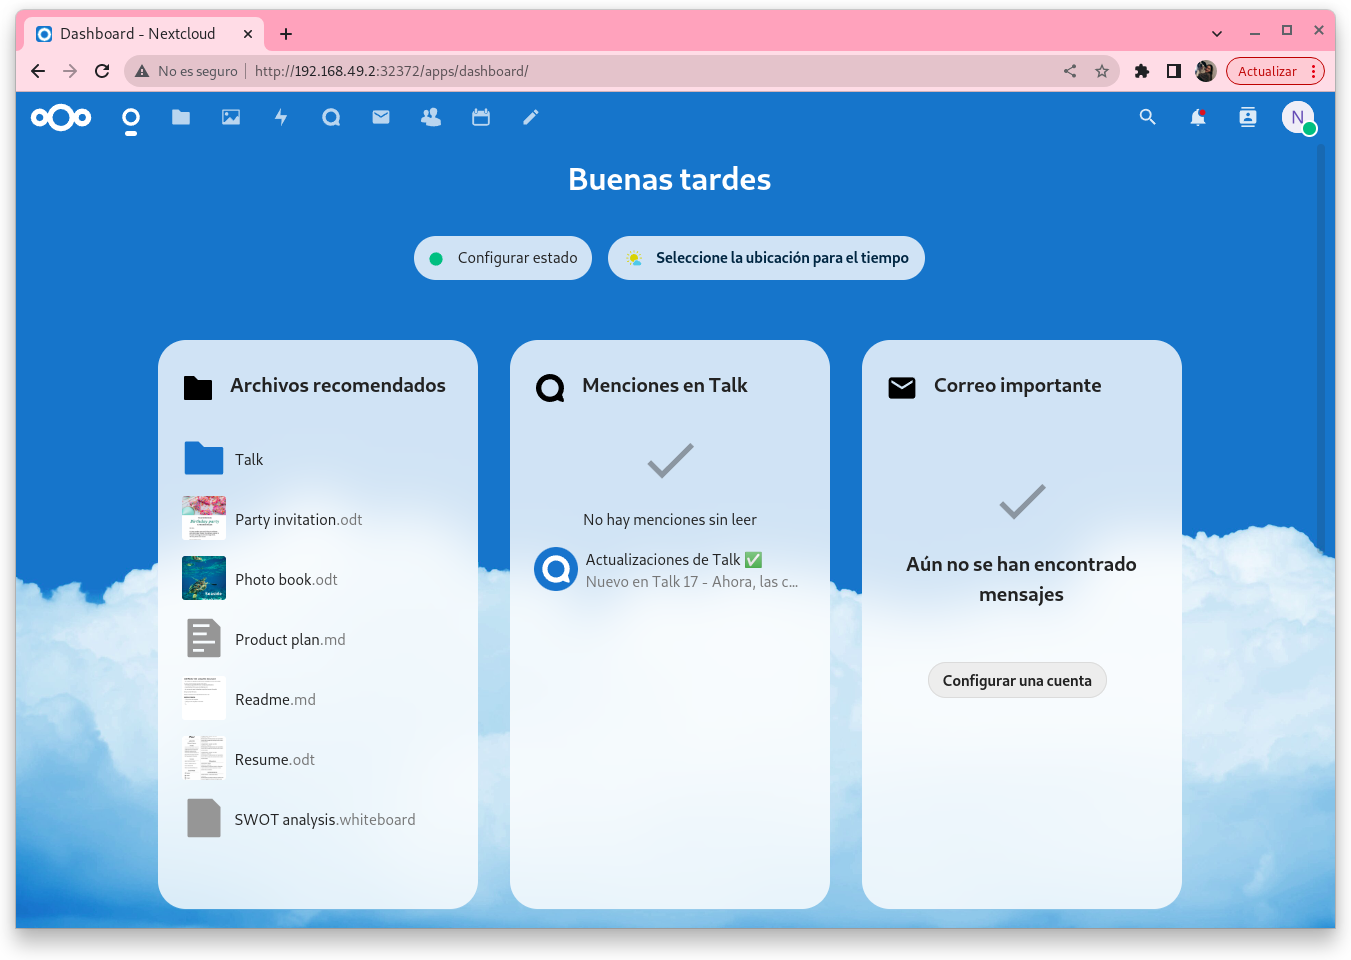 Dashboard - Nextcloud
No es seguro
http://192.168.49.2:32372/apps/dashboard/
Actualizar
N
Buenas tardes
Configurar estado
Seleccione la ubicación para el tiempo
Archivos recomendados
Talk
Party invitation.odt
Photo book.odt
Product plan.md
Readme.md
Resume.odt
SWOT analysis.whiteboard
Menciones en Talk
No hay menciones sin leer
Actualizaciones de Talk ✅
Nuevo en Talk 17 - Ahora, las c...
Correo importante
Aún no se han encontrado
mensajes
Configurar una cuenta